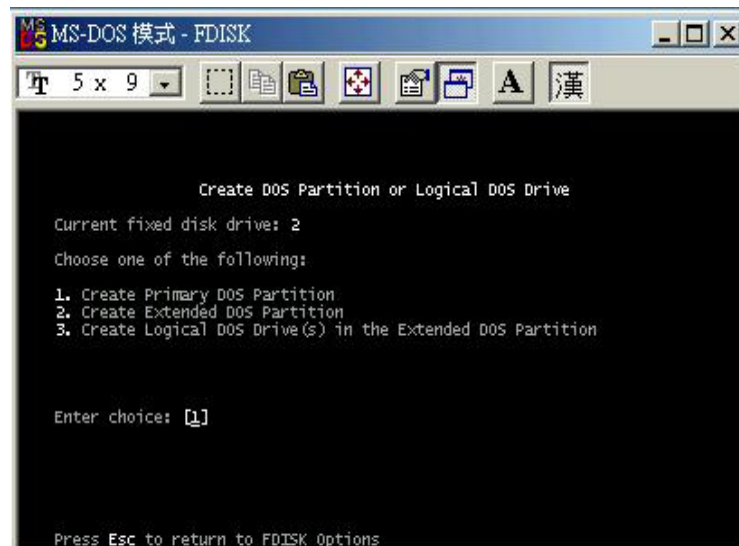 MS-DOS 模式 - FDISK
5 x 9
A 漢
Create DOS Partition or Logical DOS Drive
Current fixed disk drive: 2
Choose one of the following:
1. Create Primary DOS Partition
2. Create Extended DOS Partition
3. Create Logical DOS Drive(s) in the Extended DOS Partition
Enter choice: [1]
Press Esc to return to FDISK Options